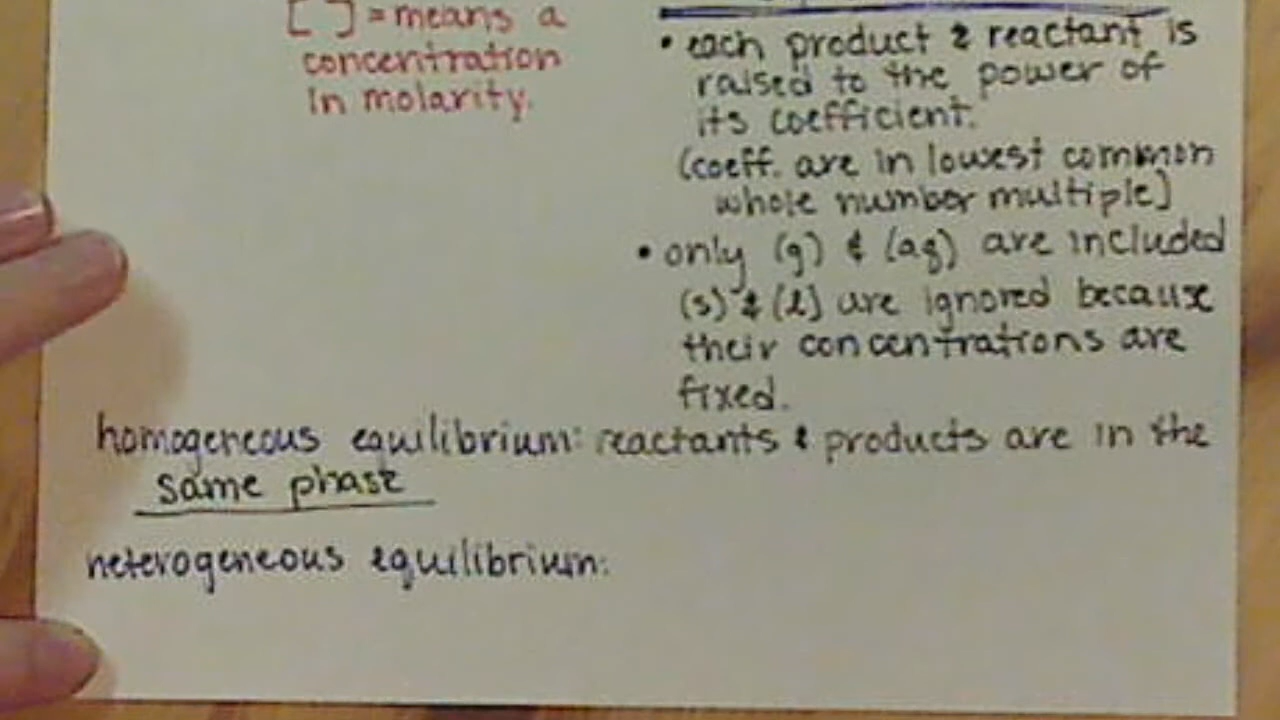 [ ] = means a
concentration
in molarity.
• each product & reactant is
raised to the power of
its coefficient.
(coeff. are in lowest common
whole number multiple)
• only (g) & (aq) are included
(s) & (l) are ignored because
their concentrations are
fixed.
homogeneous equilibrium: reactants & products are in the
same phase
heterogeneous equilibrium: